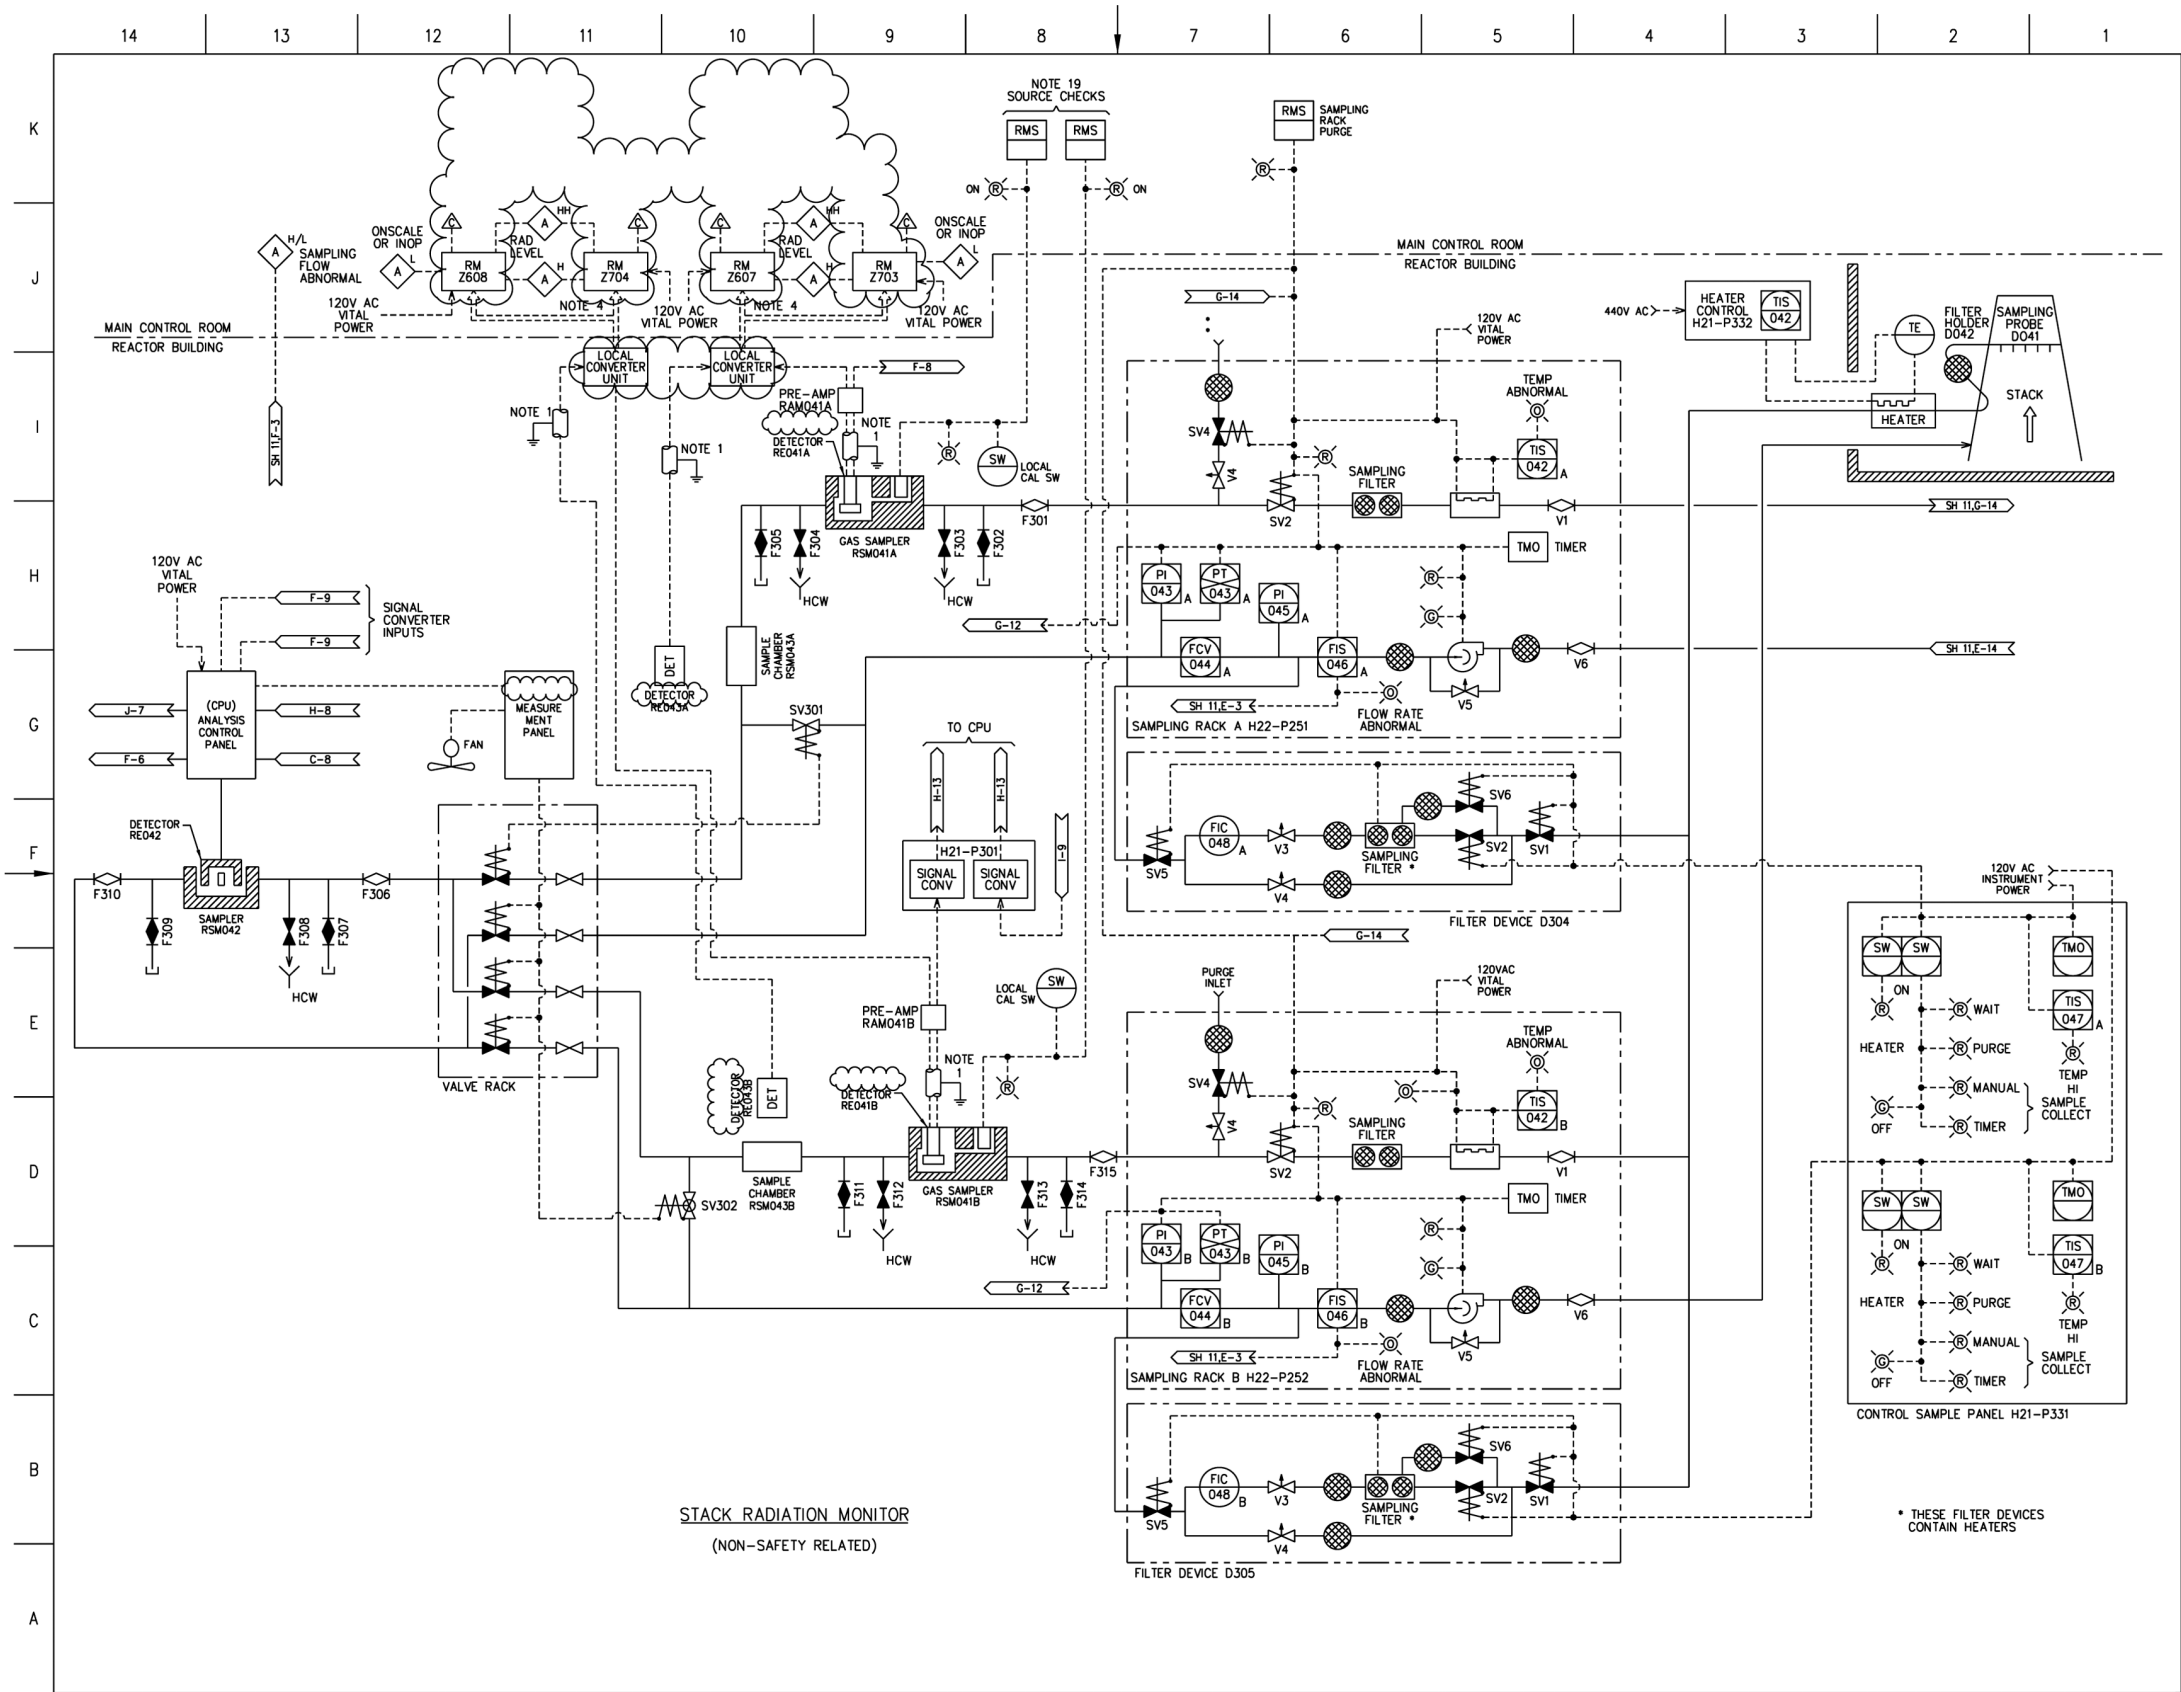 14 13 12 11 10 9 8 7 6 5 4 3 2 1
K
NOTE 19
SOURCE CHECKS
RMS
RMS
RMS
SAMPLING
RACK
PURGE
R
ON
R
R
ON
J
H/L
A
SAMPLING
FLOW
ABNORMAL
ONSCALE
OR INOP
A
L
120V AC
VITAL
POWER
C
RM
Z608
A
HH
RAD
LEVEL
A
H
C
RM
Z704
NOTE 4
120V AC
VITAL POWER
C
RM
Z607
A
HH
RAD
LEVEL
A
H
NOTE 4
C
RM
Z703
ONSCALE
OR INOP
A
L
120V AC
VITAL POWER
MAIN CONTROL ROOM
REACTOR BUILDING
MAIN CONTROL ROOM
REACTOR BUILDING
G-14
120V AC
VITAL
POWER
440V AC
HEATER
CONTROL
H21-P332
TIS
042
TE
FILTER
HOLDER
D042
SAMPLING
PROBE
D041
STACK
HEATER
I
SH 11,F-3
LOCAL
CONVERTER
UNIT
LOCAL
CONVERTER
UNIT
F-8
NOTE 1
NOTE 1
PRE-AMP
RAM041A
NOTE
1
DETECTOR
RE041A
R
SW
LOCAL
CAL SW
SV4
V4
R
SV2
SAMPLING
FILTER
TEMP
ABNORMAL
O
TIS
042
A
V1
SH 11,G-14
H
120V AC
VITAL
POWER
F-9
F-9
SIGNAL
CONVERTER
INPUTS
F305
F304
HCW
GAS SAMPLER
RSM041A
F303
HCW
F302
F301
SAMPLE
CHAMBER
RSM043A
G-12
PI
043
A
PT
043
A
PI
045
A
TMO
TIMER
R
G
FCV
044
A
FIS
046
A
V6
SH 11,E-14
V5
SH 11,E-3
O
FLOW RATE
ABNORMAL
SAMPLING RACK A H22-P251
G
J-7
F-6
(CPU)
ANALYSIS
CONTROL
PANEL
H-8
C-8
FAN
MEASURE
MENT
PANEL
DET
DETECTOR
RE043A
SV301
TO CPU
H-13
H-13
F
DETECTOR
RE042
F310
F309
SAMPLER
RSM042
F308
HCW
F307
F306
VALVE RACK
H21-P301
SIGNAL
CONV
SIGNAL
CONV
I-9
SV5
FIC
048
A
V3
V4
SAMPLING
FILTER *
SV6
SV2
SV1
FILTER DEVICE D304
G-14
120V AC
INSTRUMENT
POWER
E
PRE-AMP
RAM041B
LOCAL
CAL SW
SW
PURGE
INLET
120VAC
VITAL
POWER
SW
SW
TMO
ON
R
R
WAIT
HEATER
R
PURGE
R
MANUAL
R
TIMER
SAMPLE
COLLECT
G
OFF
TIS
047
A
R
TEMP
HI
DETECTOR
RE043B
DET
DETECTOR
RE041B
NOTE
1
R
SV4
V4
O
R
SV2
SAMPLING
FILTER
TEMP
ABNORMAL
O
TIS
042
B
V1
D
SV302
SAMPLE
CHAMBER
RSM043B
F311
F312
HCW
GAS SAMPLER
RSM041B
F313
HCW
F314
F315
G-12
PI
043
B
PT
043
B
PI
045
B
TMO
TIMER
R
G
SW
SW
TMO
ON
R
R
WAIT
HEATER
R
PURGE
R
MANUAL
R
TIMER
SAMPLE
COLLECT
G
OFF
TIS
047
B
R
TEMP
HI
CONTROL SAMPLE PANEL H21-P331
C
FCV
044
B
FIS
046
B
V6
V5
SH 11,E-3
O
FLOW RATE
ABNORMAL
SAMPLING RACK B H22-P252
B
SV5
FIC
048
B
V3
V4
SAMPLING
FILTER *
SV6
SV2
SV1
FILTER DEVICE D305
* THESE FILTER DEVICES
CONTAIN HEATERS
STACK RADIATION MONITOR
(NON-SAFETY RELATED)
A